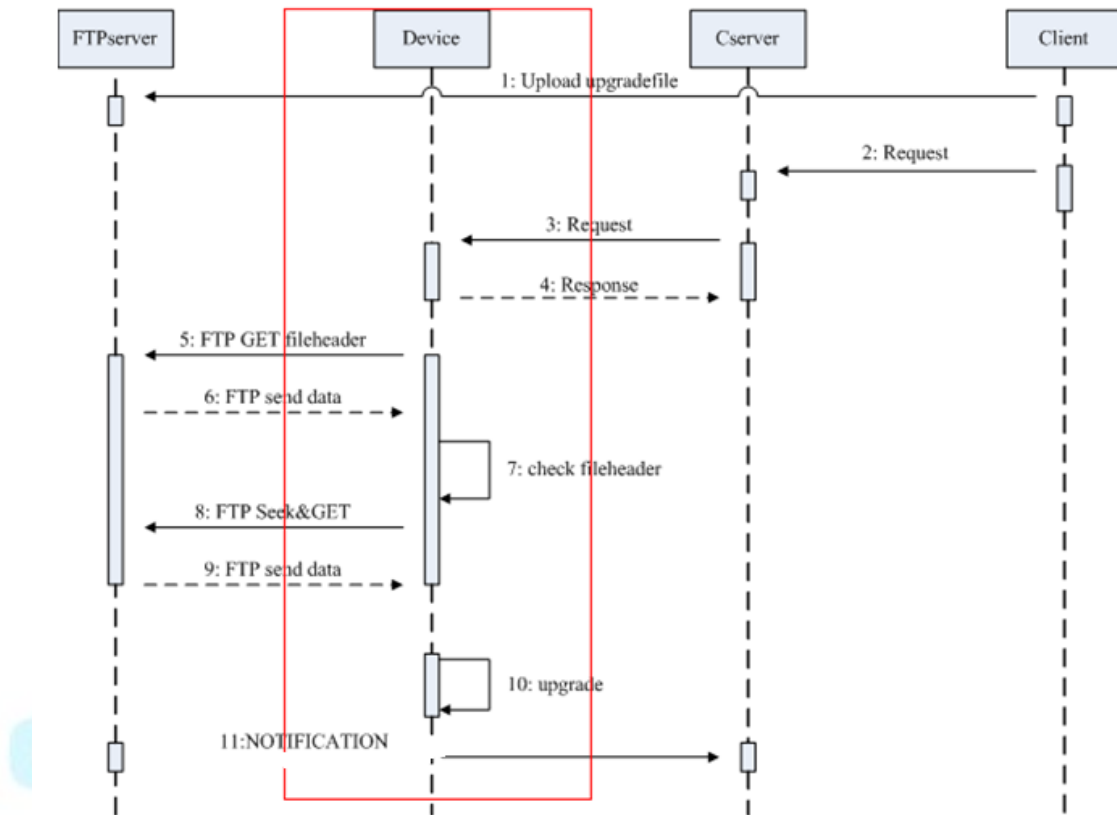 FTPserver
Device
Cserver
Client
1: Upload upgradefile
2: Request
3: Request
4: Response
5: FTP GET fileheader
6: FTP send data
7: check fileheader
8: FTP Seek&GET
9: FTP send data
10: upgrade
11:NOTIFICATION